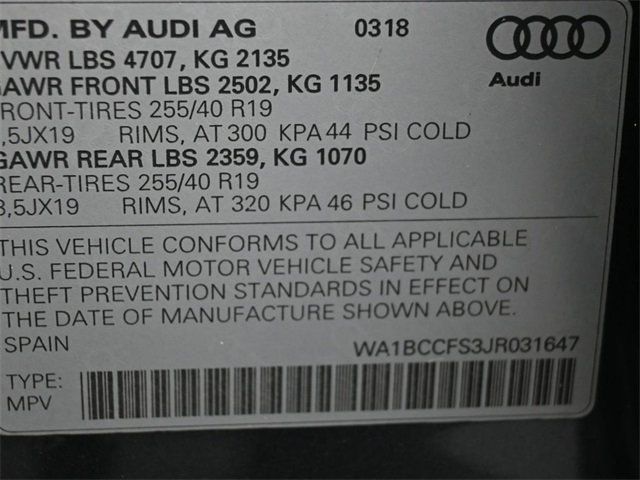 MFD. BY AUDI AG 0318
GVWR LBS 4707, KG 2135
GAWR FRONT LBS 2502, KG 1135
Audi
FRONT-TIRES 255/40 R19
,5JX19 RIMS, AT 300 KPA 44 PSI COLD
GAWR REAR LBS 2359, KG 1070
REAR-TIRES 255/40 R19
8,5JX19 RIMS, AT 320 KPA 46 PSI COLD
THIS VEHICLE CONFORMS TO ALL APPLICABLE
U.S. FEDERAL MOTOR VEHICLE SAFETY AND
THEFT PREVENTION STANDARDS IN EFFECT ON
THE DATE OF MANUFACTURE SHOWN ABOVE.
SPAIN WA1BCCFS3JR031647
TYPE:
MPV